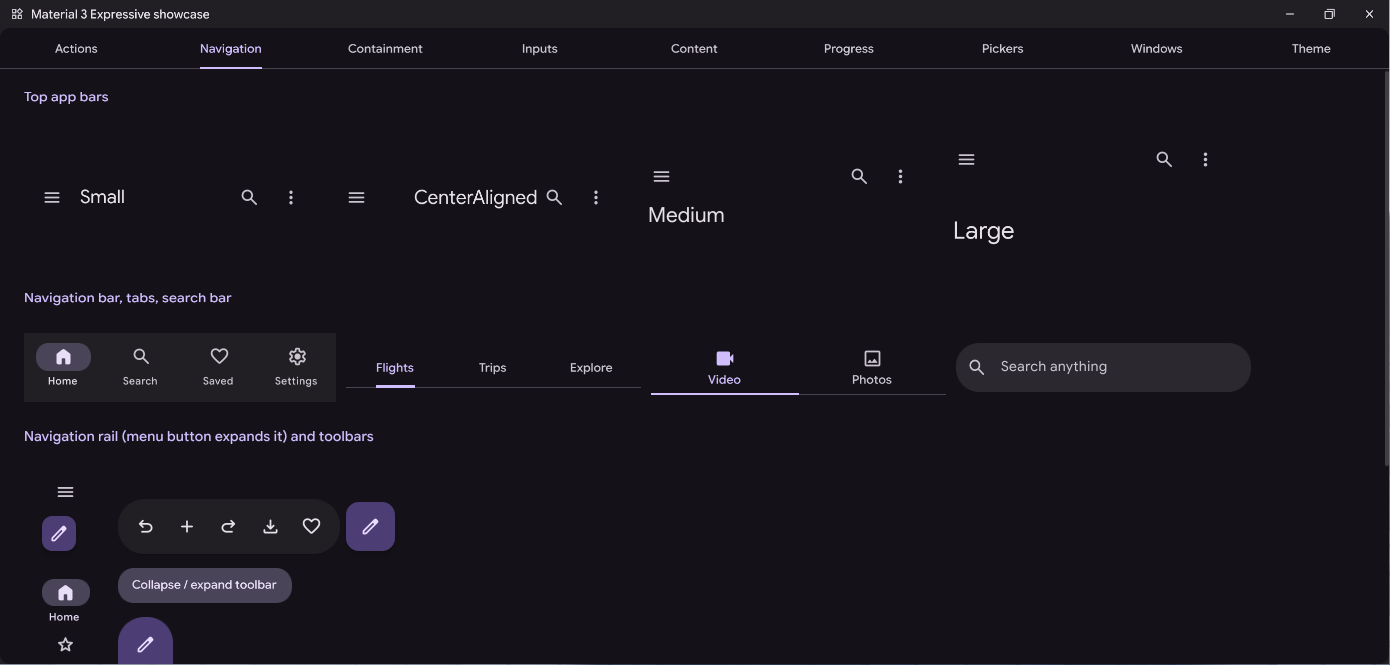 Material 3 Expressive showcase
Actions Navigation Containment Inputs Content Progress Pickers Windows Theme
Top app bars
Small CenterAligned Medium Large
Navigation bar, tabs, search bar
Home Search Saved Settings Flights Trips Explore Video Photos Search anything
Navigation rail (menu button expands it) and toolbars
Collapse / expand toolbar
Home